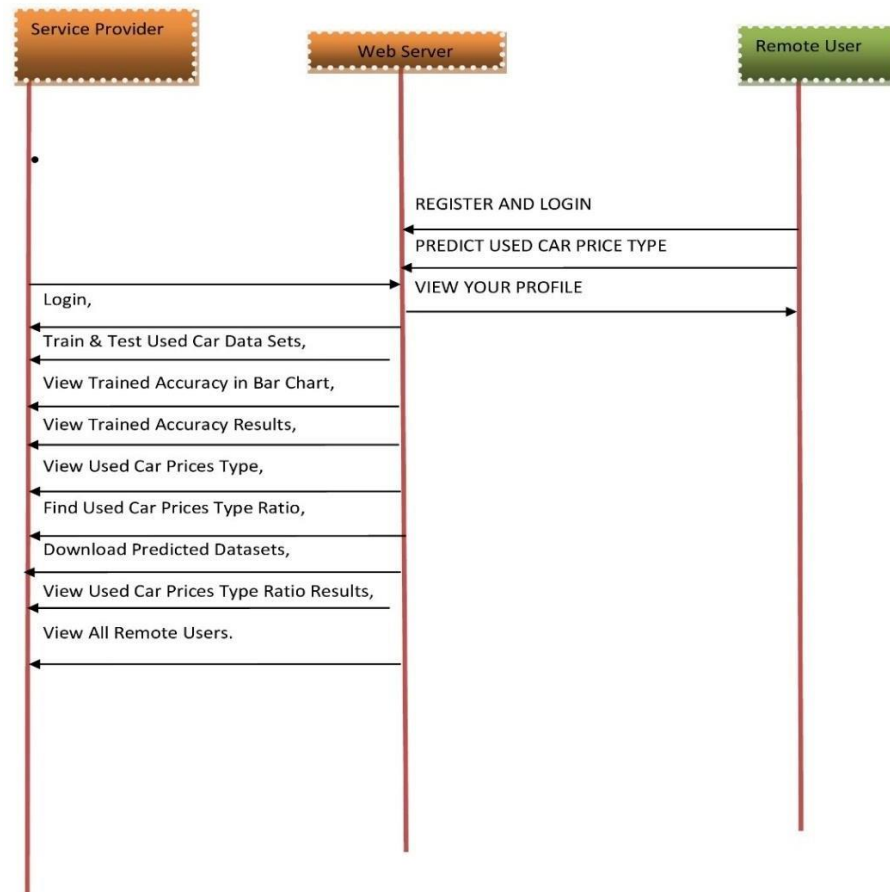 Service Provider
Web Server
Remote User
REGISTER AND LOGIN
PREDICT USED CAR PRICE TYPE
VIEW YOUR PROFILE
Login,
Train & Test Used Car Data Sets,
View Trained Accuracy in Bar Chart,
View Trained Accuracy Results,
View Used Car Prices Type,
Find Used Car Prices Type Ratio,
Download Predicted Datasets,
View Used Car Prices Type Ratio Results,
View All Remote Users.